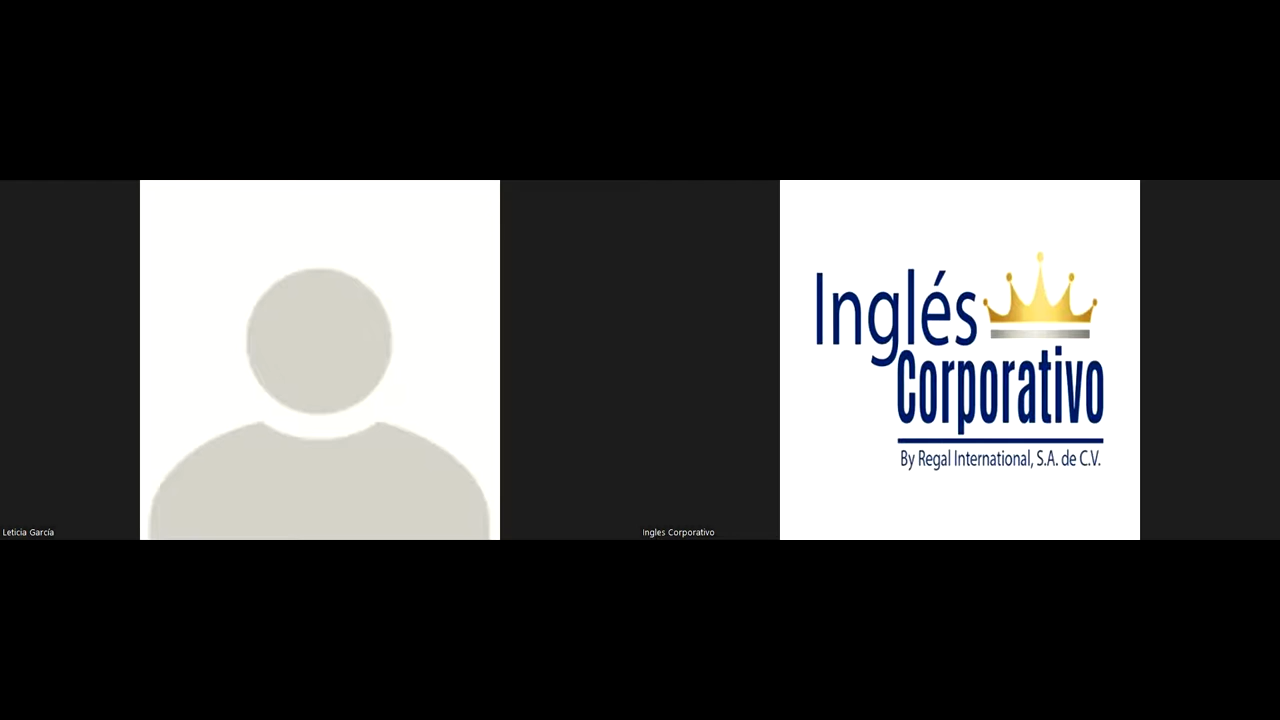 Inglés
Corporativo
By Regal International, S.A. de C.V.
Leticia García
Ingles Corporativo